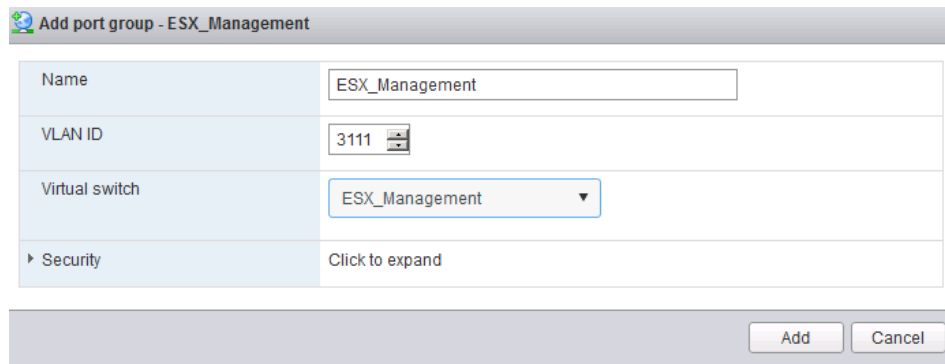 Add port group - ESX_Management
Name
ESX_Management
VLAN ID
3111
Virtual switch
ESX_Management
Security
Click to expand
Add
Cancel